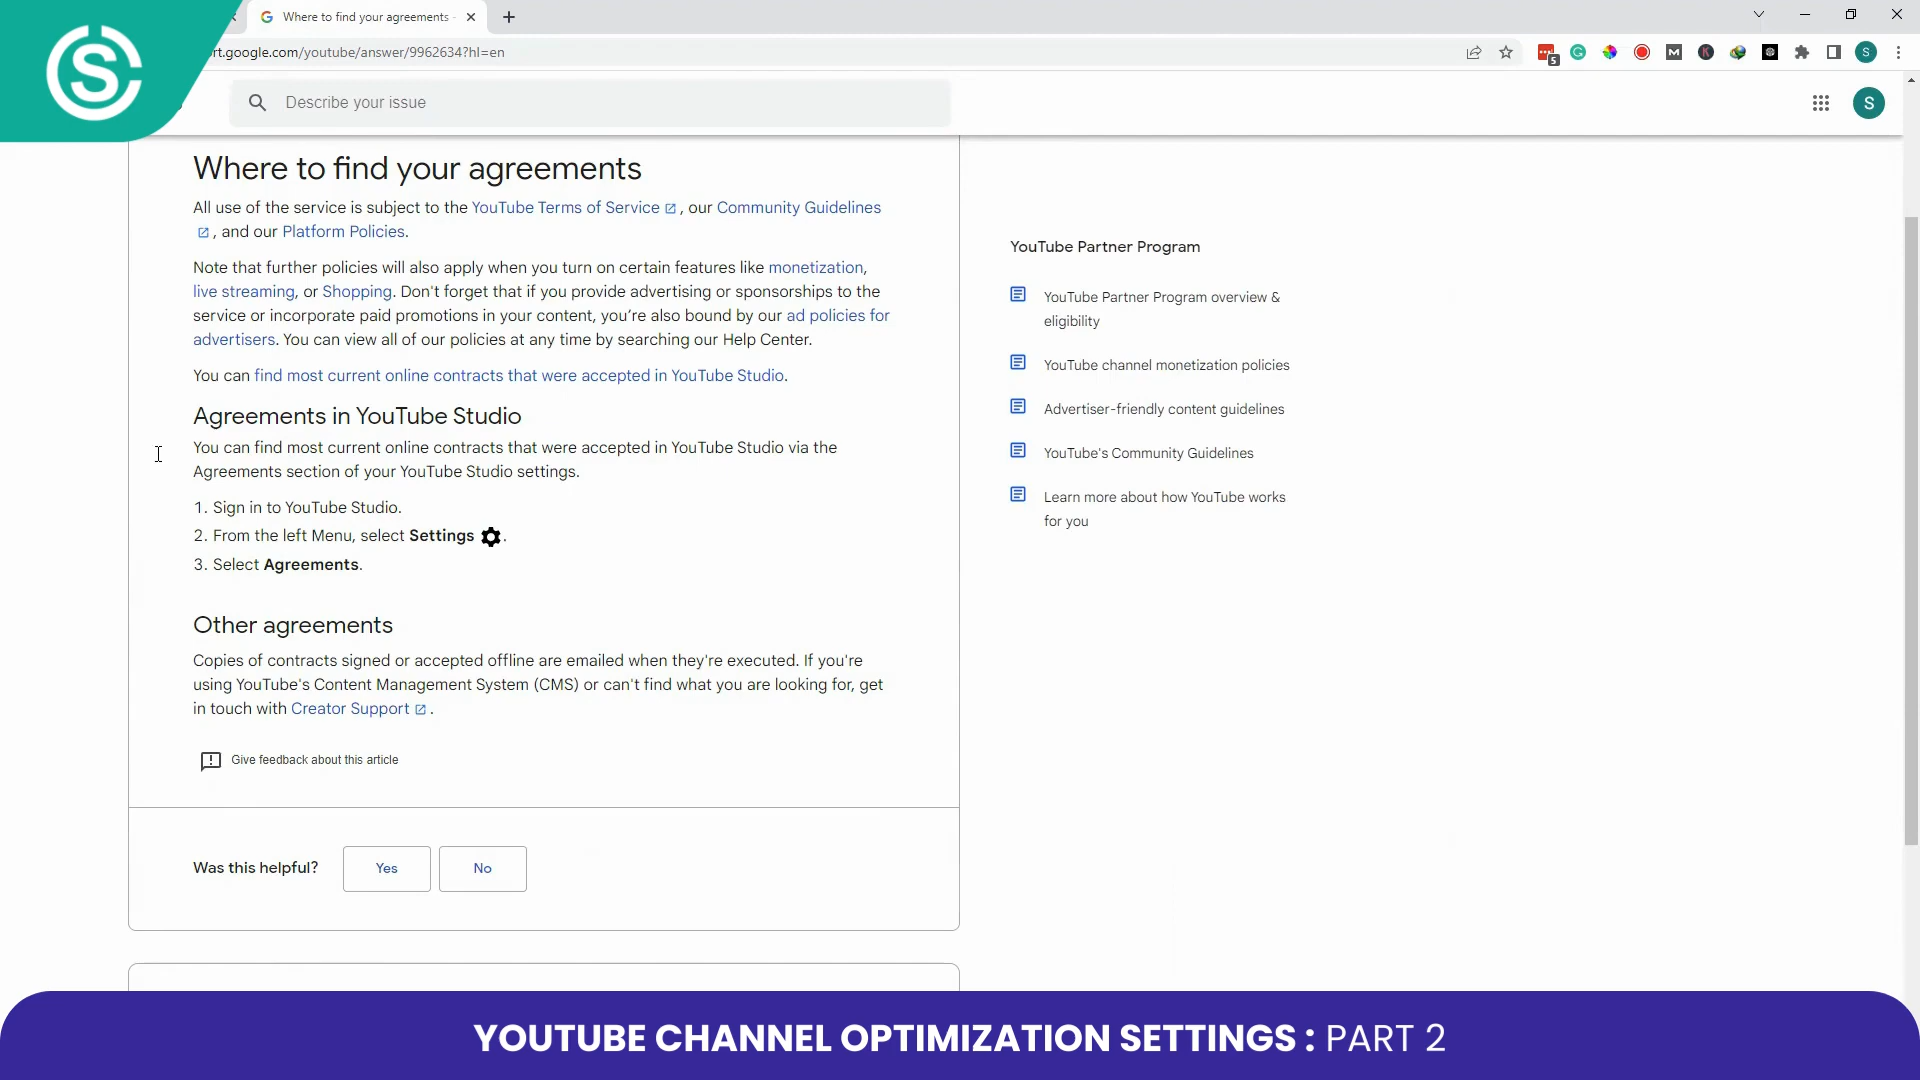 Where to find your agreements -
rt.google.com/youtube/answer/9962634?hl=en
5
S
Describe your issue
S
Where to find your agreements
All use of the service is subject to the YouTube Terms of Service , our Community Guidelines
, and our Platform Policies.
Note that further policies will also apply when you turn on certain features like monetization,
live streaming, or Shopping. Don't forget that if you provide advertising or sponsorships to the
service or incorporate paid promotions in your content, you're also bound by our ad policies for
advertisers. You can view all of our policies at any time by searching our Help Center.
You can find most current online contracts that were accepted in YouTube Studio.
Agreements in YouTube Studio
You can find most current online contracts that were accepted in YouTube Studio via the
Agreements section of your YouTube Studio settings.
1. Sign in to YouTube Studio.
2. From the left Menu, select Settings .
3. Select Agreements.
Other agreements
Copies of contracts signed or accepted offline are emailed when they're executed. If you're
using YouTube's Content Management System (CMS) or can't find what you are looking for, get
in touch with Creator Support .
Give feedback about this article
Was this helpful?
Yes
No
YouTube Partner Program
YouTube Partner Program overview &
eligibility
YouTube channel monetization policies
Advertiser-friendly content guidelines
YouTube's Community Guidelines
Learn more about how YouTube works
for you
YOUTUBE CHANNEL OPTIMIZATION SETTINGS : PART 2